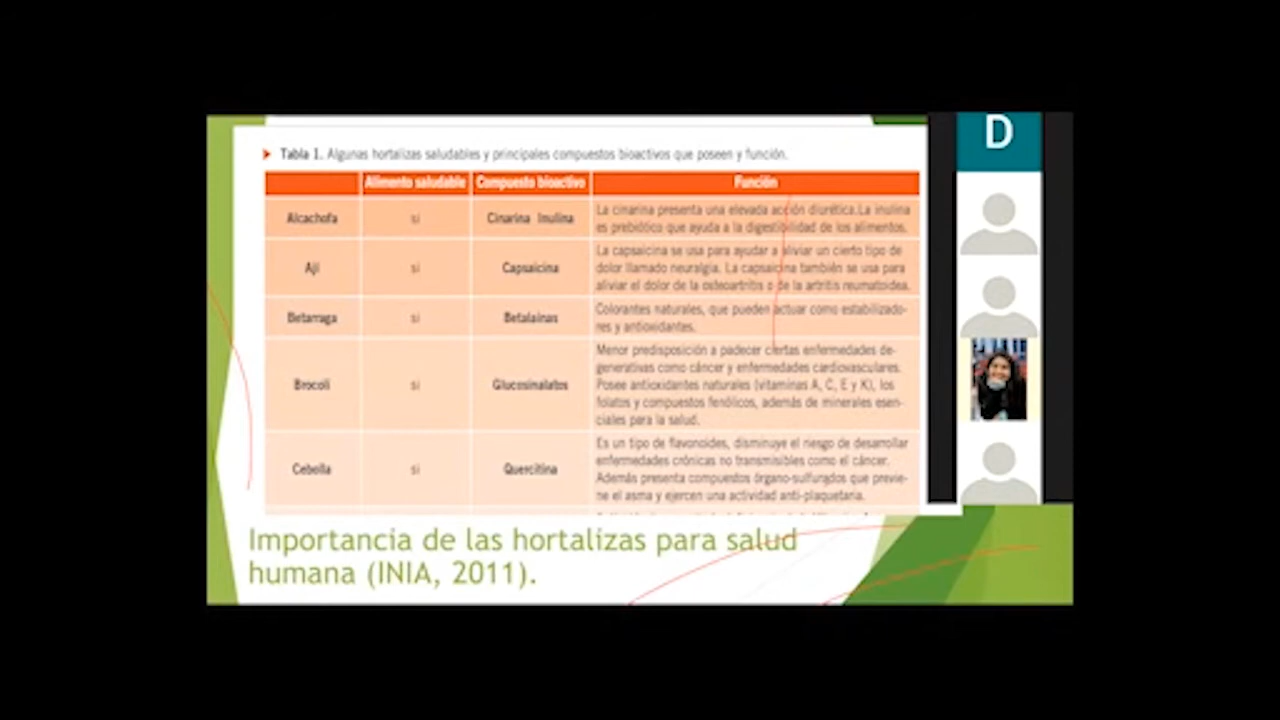 Tabla 1. Algunas hortalizas saludables y principales compuestos bioactivos que poseen y función.
Alimento saludable Compuesto bioactivo Función
Alcachofa si Cinarina Inulina
La cinarina presenta una elevada acción diurética.La inulina
es prebiótico que ayuda a la digestibilidad de los alimentos.
Ají si Capsaicina
La capsaicina se usa para ayudar a aliviar un cierto tipo de
dolor llamado neuralgia. La capsaicina también se usa para
aliviar el dolor de la osteoartritis o de la artritis reumatoidea.
Betarraga si Betalainas
Colorantes naturales, que pueden actuar como estabilizado-
res y antioxidantes.
Brocoli si Glucosinalatos
Menor predisposición a padecer ciertas enfermedades de-
generativas como cáncer y enfermedades cardiovasculares.
Posee antioxidantes naturales (vitaminas A, C, E y K), los
folatos y compuestos fenólicos, además de minerales esen-
ciales para la salud.
Cebolla si Quercitina
Es un tipo de flavonoides, disminuye el riesgo de desarrollar
enfermedades crónicas no transmisibles como el cáncer.
Además presenta compuestos órgano-sulfurados que previe-
ne el asma y ejercen una actividad anti-plaquetaria.
Importancia de las hortalizas para salud
humana (INIA, 2011).
D